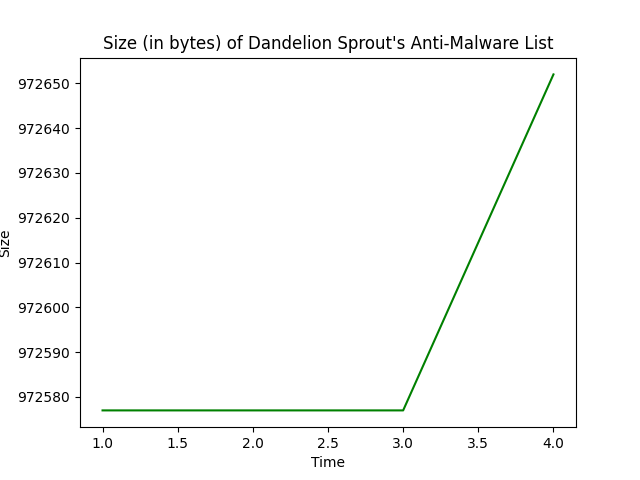 Size (in bytes) of Dandelion Sprout's Anti-Malware List
972650
972640
972630
972620
972610
972600
972590
972580
Size
1.0 1.5 2.0 2.5 3.0 3.5 4.0
Time